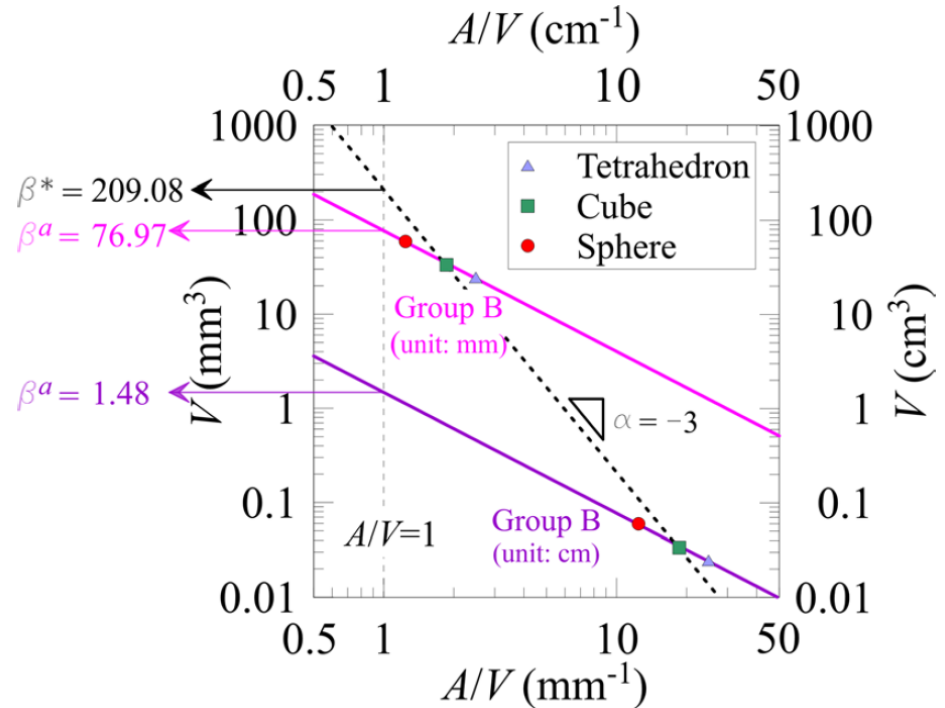 A/V (cm⁻¹)
0.5 1 10 50
1000 1000
Tetrahedron
β* = 209.08
Cube
100 100
βᵃ = 76.97
Sphere
Group B
(unit: mm)
10 10
V (mm³)
V (cm³)
βᵃ = 1.48
1 1
α = −3
0.1 0.1
Group B
(unit: cm)
A/V=1
0.01 0.01
0.5 1 10 50
A/V (mm⁻¹)